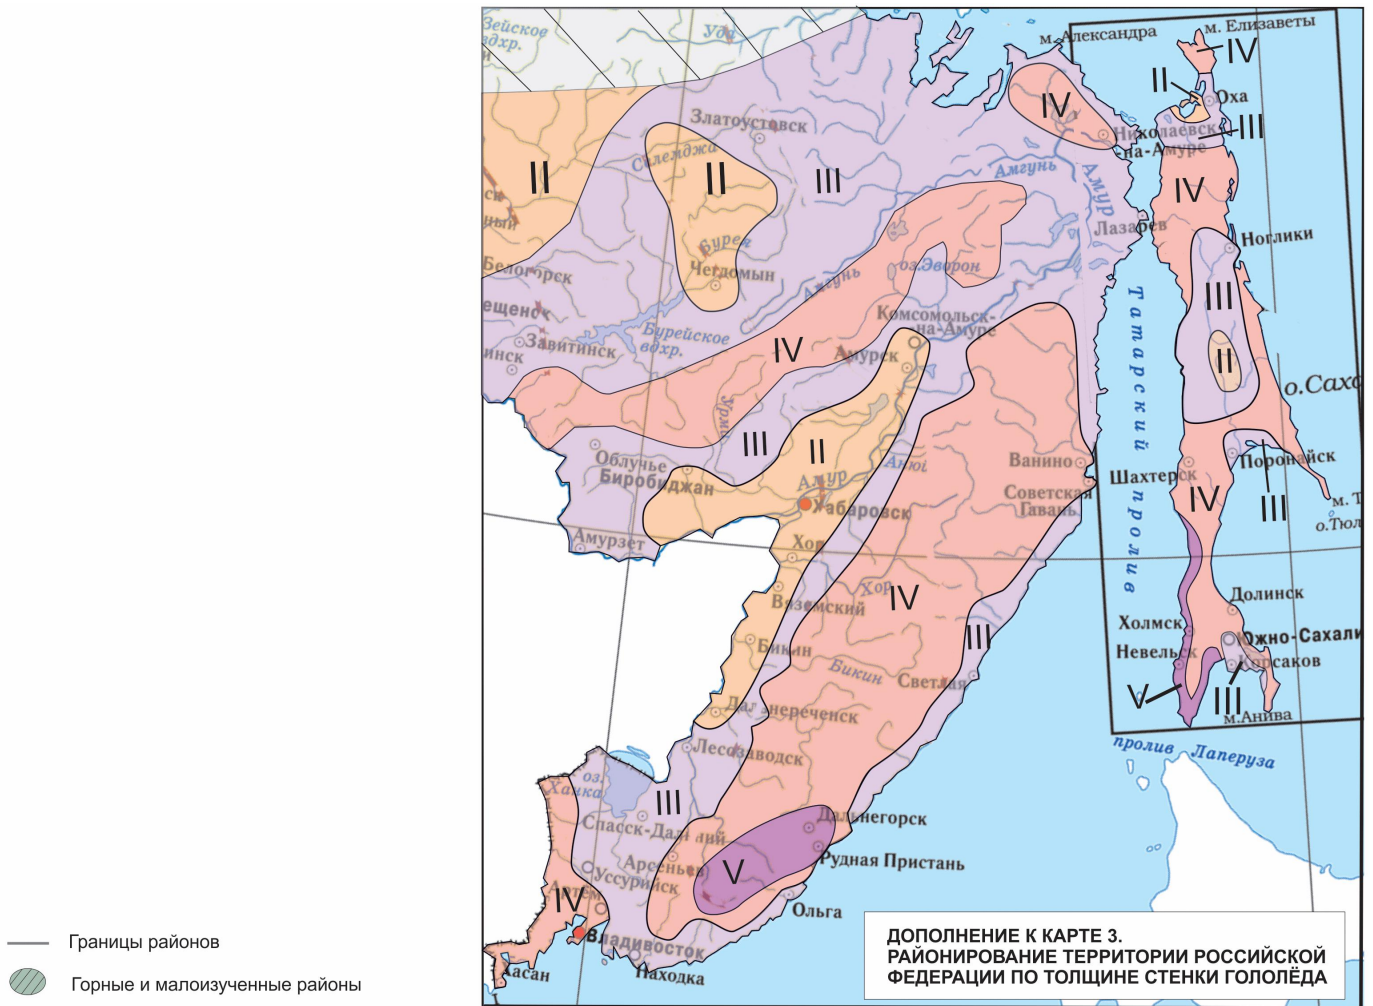 Зейское
вдхр.
Уда
м. Александра
м. Елизаветы
IV
II
Оха
III
IV
Николаевск-
-на-Амуре
Златоустовск
Селемджа
II
II
III
Амгунь
Амур
IV
Лазарев
Ноглики
Бурея
Чегдомын
оз.Эворон
Амгунь
Белогорск
Комсомольск-
-на-Амуре
Бурейское
вдхр.
Завитинск
IV
Амурск
Татарский пролив
III
II
о.Саха
Урми
III
II
Облучье
Биробиджан
Амур
Анюй
Ванино
Советская
Гавань
Шахтерск
Поронайск
IV
III
м. Т
о.Тюл
Хабаровск
Амурзет
Хор
Хор
IV
Вяземский
Бикин
Бикин
III
Светлая
Долинск
Холмск
Южно-Сахали
Невельск
Корсаков
V
III
м.Анива
Дальнереченск
Лесозаводск
пролив Лаперуза
оз.
Ханка
III
Спасск-Дальний
Дальнегорск
Рудная Пристань
Арсеньев
Уссурийск
V
Артем
IV
Ольга
Владивосток
Находка
Хасан
Границы районов
Горные и малоизученные районы
ДОПОЛНЕНИЕ К КАРТЕ 3.
РАЙОНИРОВАНИЕ ТЕРРИТОРИИ РОССИЙСКОЙ
ФЕДЕРАЦИИ ПО ТОЛЩИНЕ СТЕНКИ ГОЛОЛЁДА